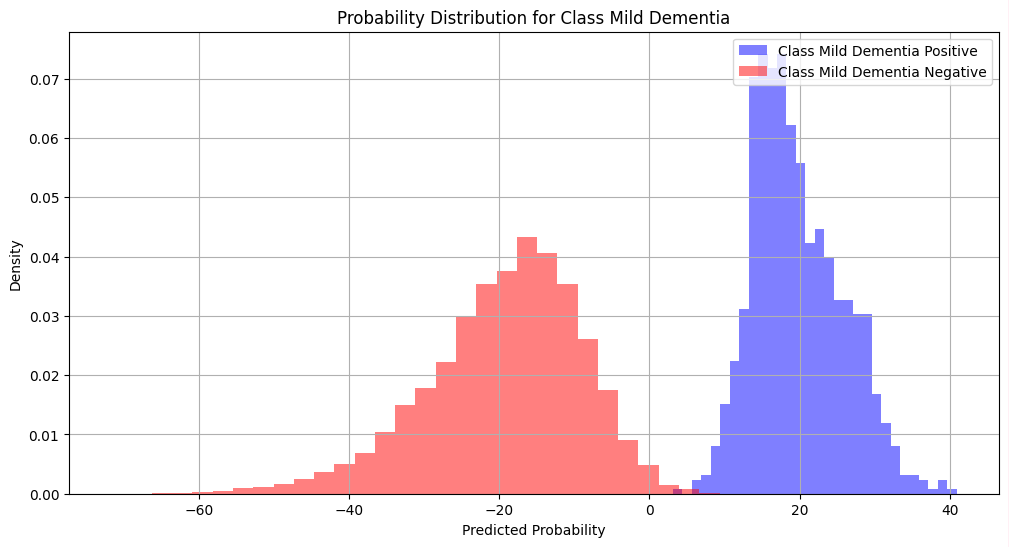 Probability Distribution for Class Mild Dementia
Class Mild Dementia Positive
Class Mild Dementia Negative
0.07
0.06
0.05
0.04
0.03
0.02
0.01
0.00
Density
−60
−40
−20
0
20
40
Predicted Probability